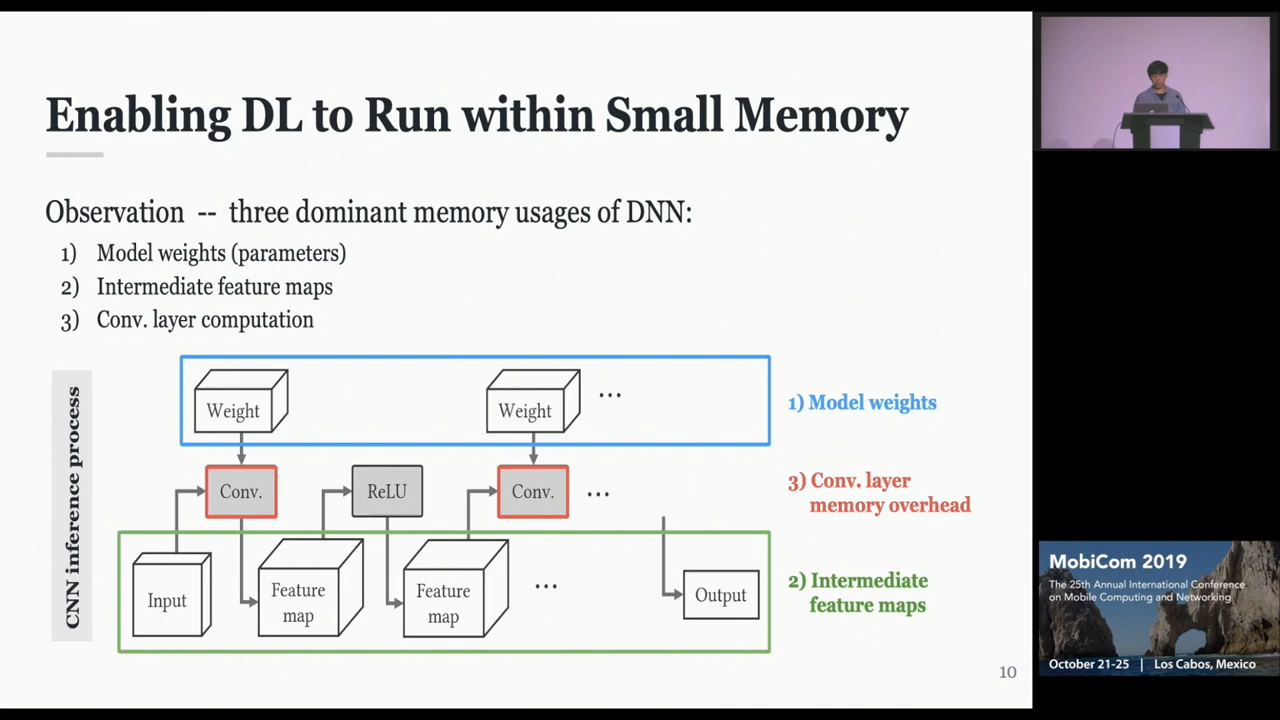 Enabling DL to Run within Small Memory
Observation -- three dominant memory usages of DNN:
1) Model weights (parameters)
2) Intermediate feature maps
3) Conv. layer computation
CNN inference process
Weight
Weight
...
1) Model weights
Conv.
ReLU
Conv.
...
3) Conv. layer
memory overhead
Input
Feature
map
Feature
map
...
Output
2) Intermediate
feature maps
10
MobiCom 2019
The 25th Annual International Conference
on Mobile Computing and Networking
October 21-25 | Los Cabos, Mexico